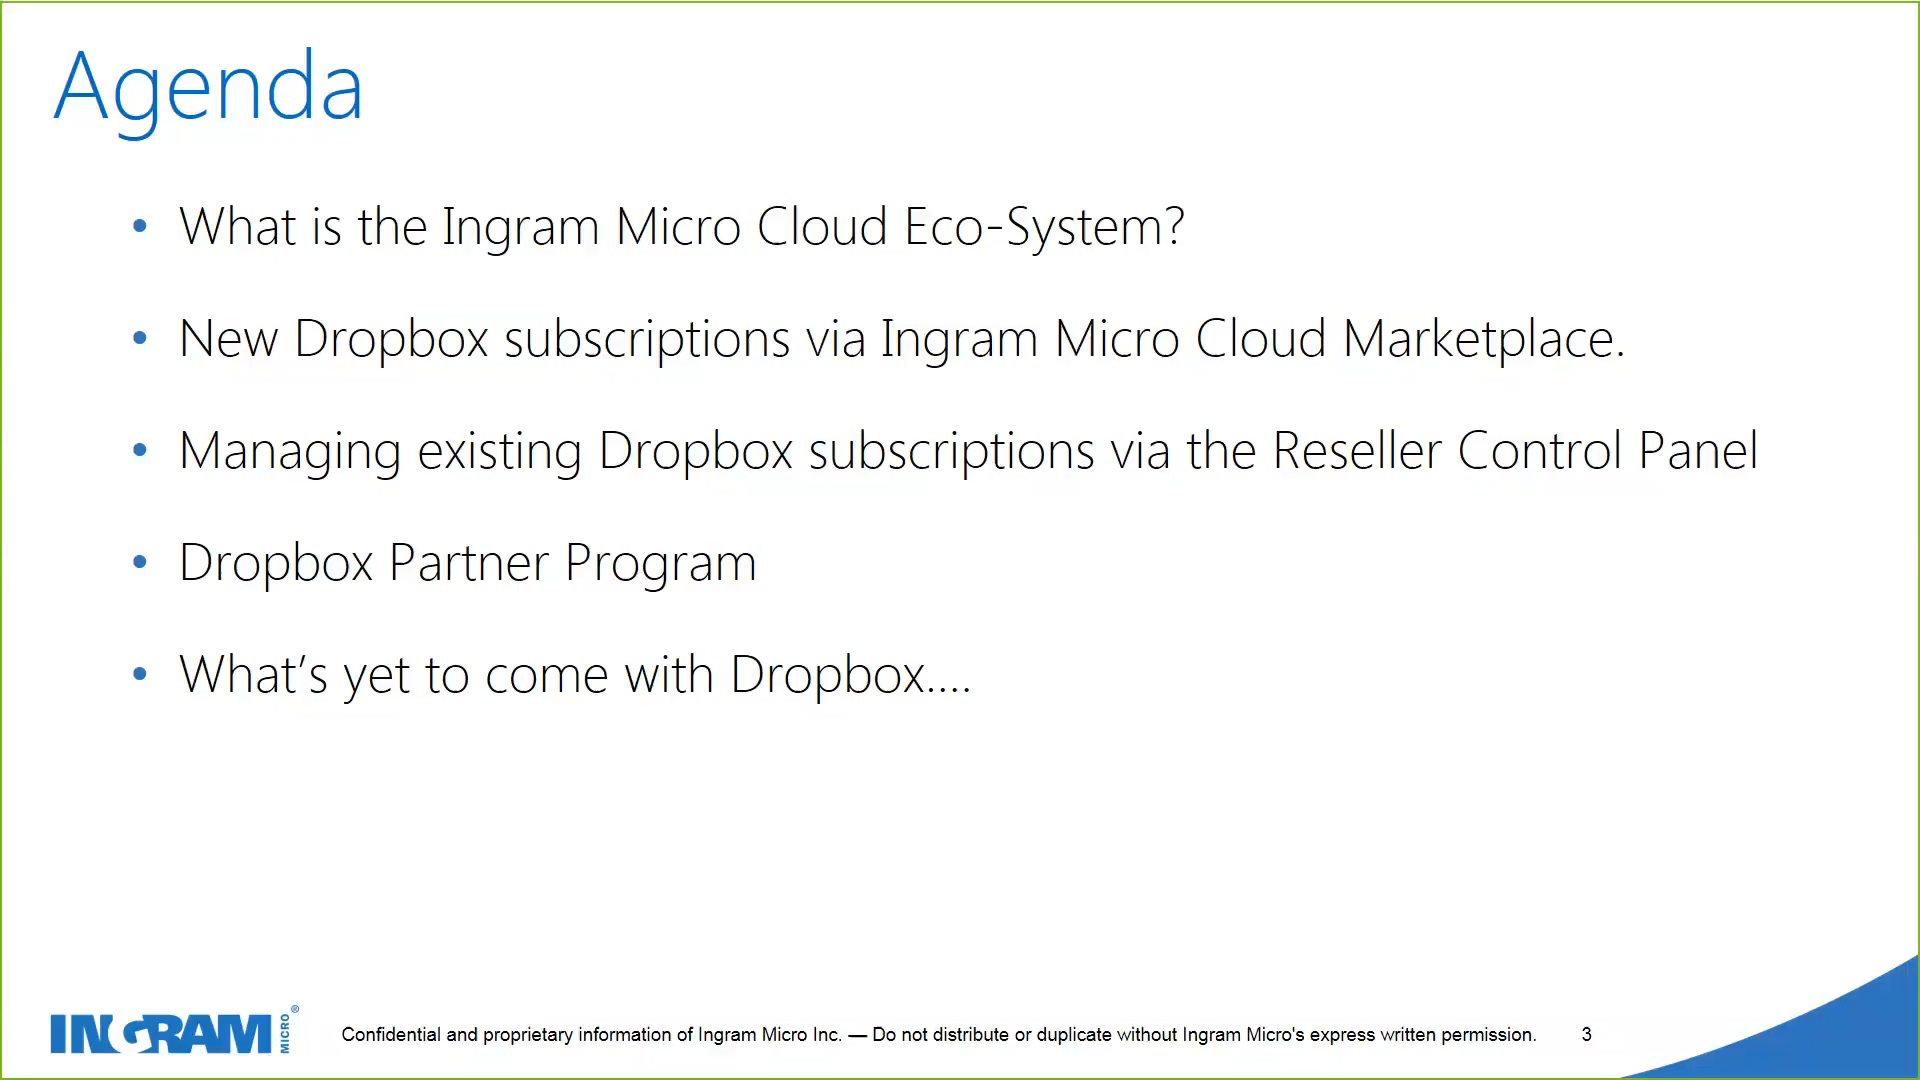 Agenda
• What is the Ingram Micro Cloud Eco-System?
• New Dropbox subscriptions via Ingram Micro Cloud Marketplace.
• Managing existing Dropbox subscriptions via the Reseller Control Panel
• Dropbox Partner Program
• What’s yet to come with Dropbox....
INGRAM MICRO®
Confidential and proprietary information of Ingram Micro Inc. — Do not distribute or duplicate without Ingram Micro's express written permission. 3